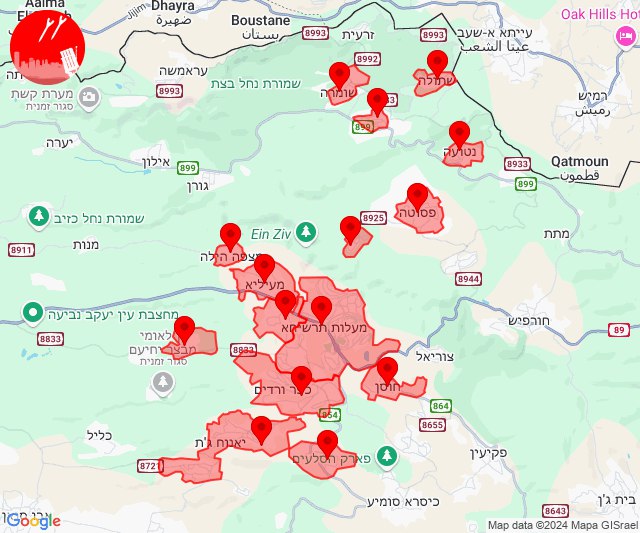 Aalma
Dhayra
ضهيرة
Boustane
بستان
8993
זרעית
8993
עייתא א-שעב
عيتا الشعب
Oak Hills Hot
8992
עראמשה
שמורת נחל בצת
שתולה
8993
שומרה
מערת קשת
סגור זמנית
רמיש
رميش
899
יערה
אילון
899
נטועה
8933
Qatmoun
قطمون
גורן
899
שמורת נחל כזיב
8925
פסוטה
מתת
Ein Ziv
8911
מנות
מצפה הילה
8944
מעיליא
מחצבת עין יעקב נביעה
חורפיש
מעלות תרשיחא
89
8833
לאומי
מבצר יחיעם
סגור זמנית
8833
צוריאל
כפר ורדים
חוסן
864
854
8655
כליל
יאנוח ג'ת
פארק הסלעים
פקיעין
8721
כיסרא סומיע
בית ג'ן
8643
Google
Map data ©2024 Mapa GISrael